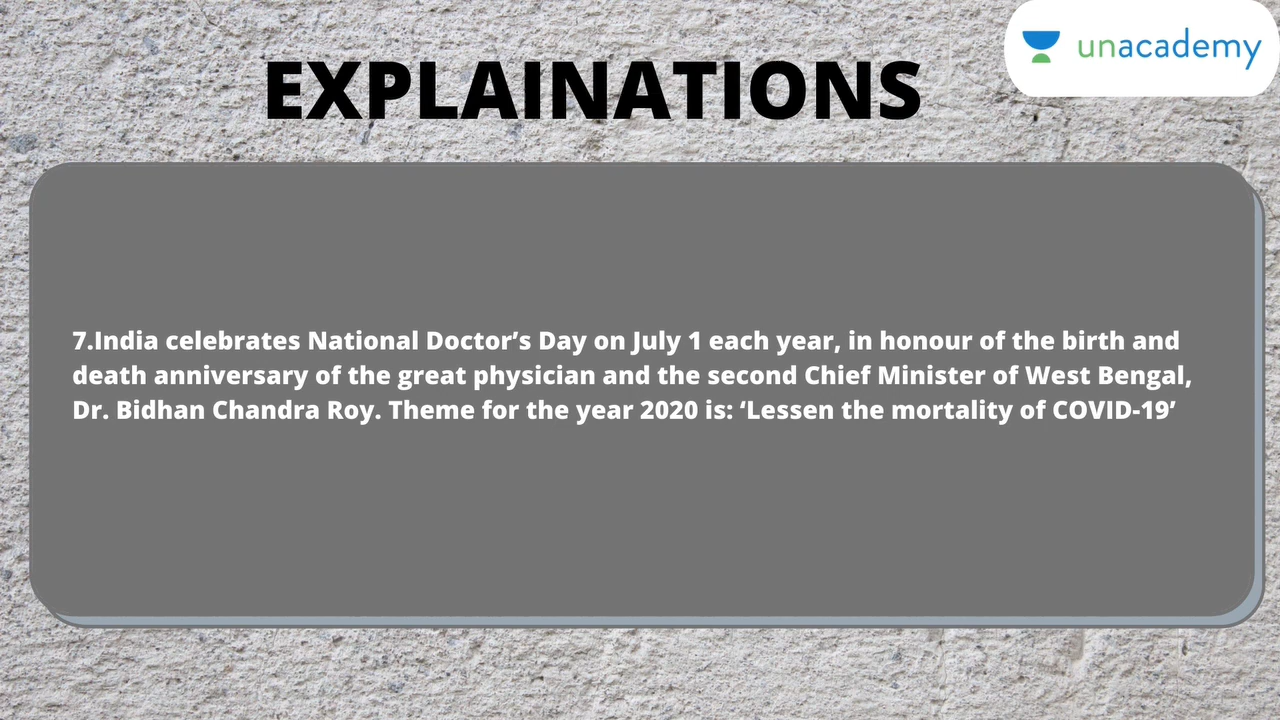 unacademy
EXPLAINATIONS
7.India celebrates National Doctor’s Day on July 1 each year, in honour of the birth and
death anniversary of the great physician and the second Chief Minister of West Bengal,
Dr. Bidhan Chandra Roy. Theme for the year 2020 is: ‘Lessen the mortality of COVID-19’